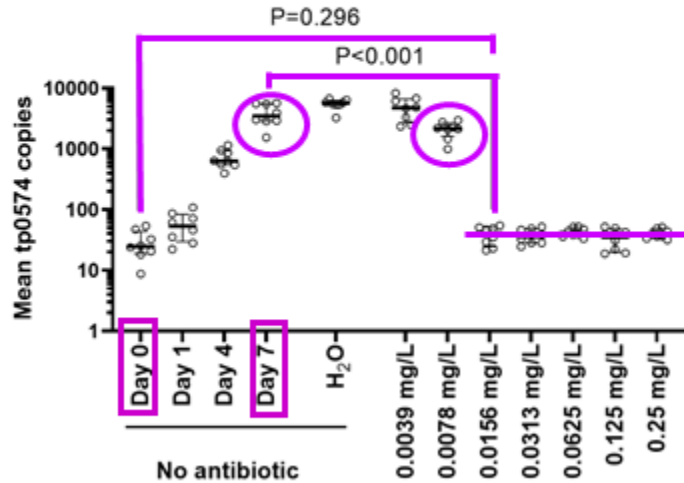 P=0.296
P<0.001
Mean tp0574 copies
10000
1000
100
10
1
Day 0
Day 1
Day 4
Day 7
H₂O
0.0039 mg/L
0.0078 mg/L
0.0156 mg/L
0.0313 mg/L
0.0625 mg/L
0.125 mg/L
0.25 mg/L
No antibiotic